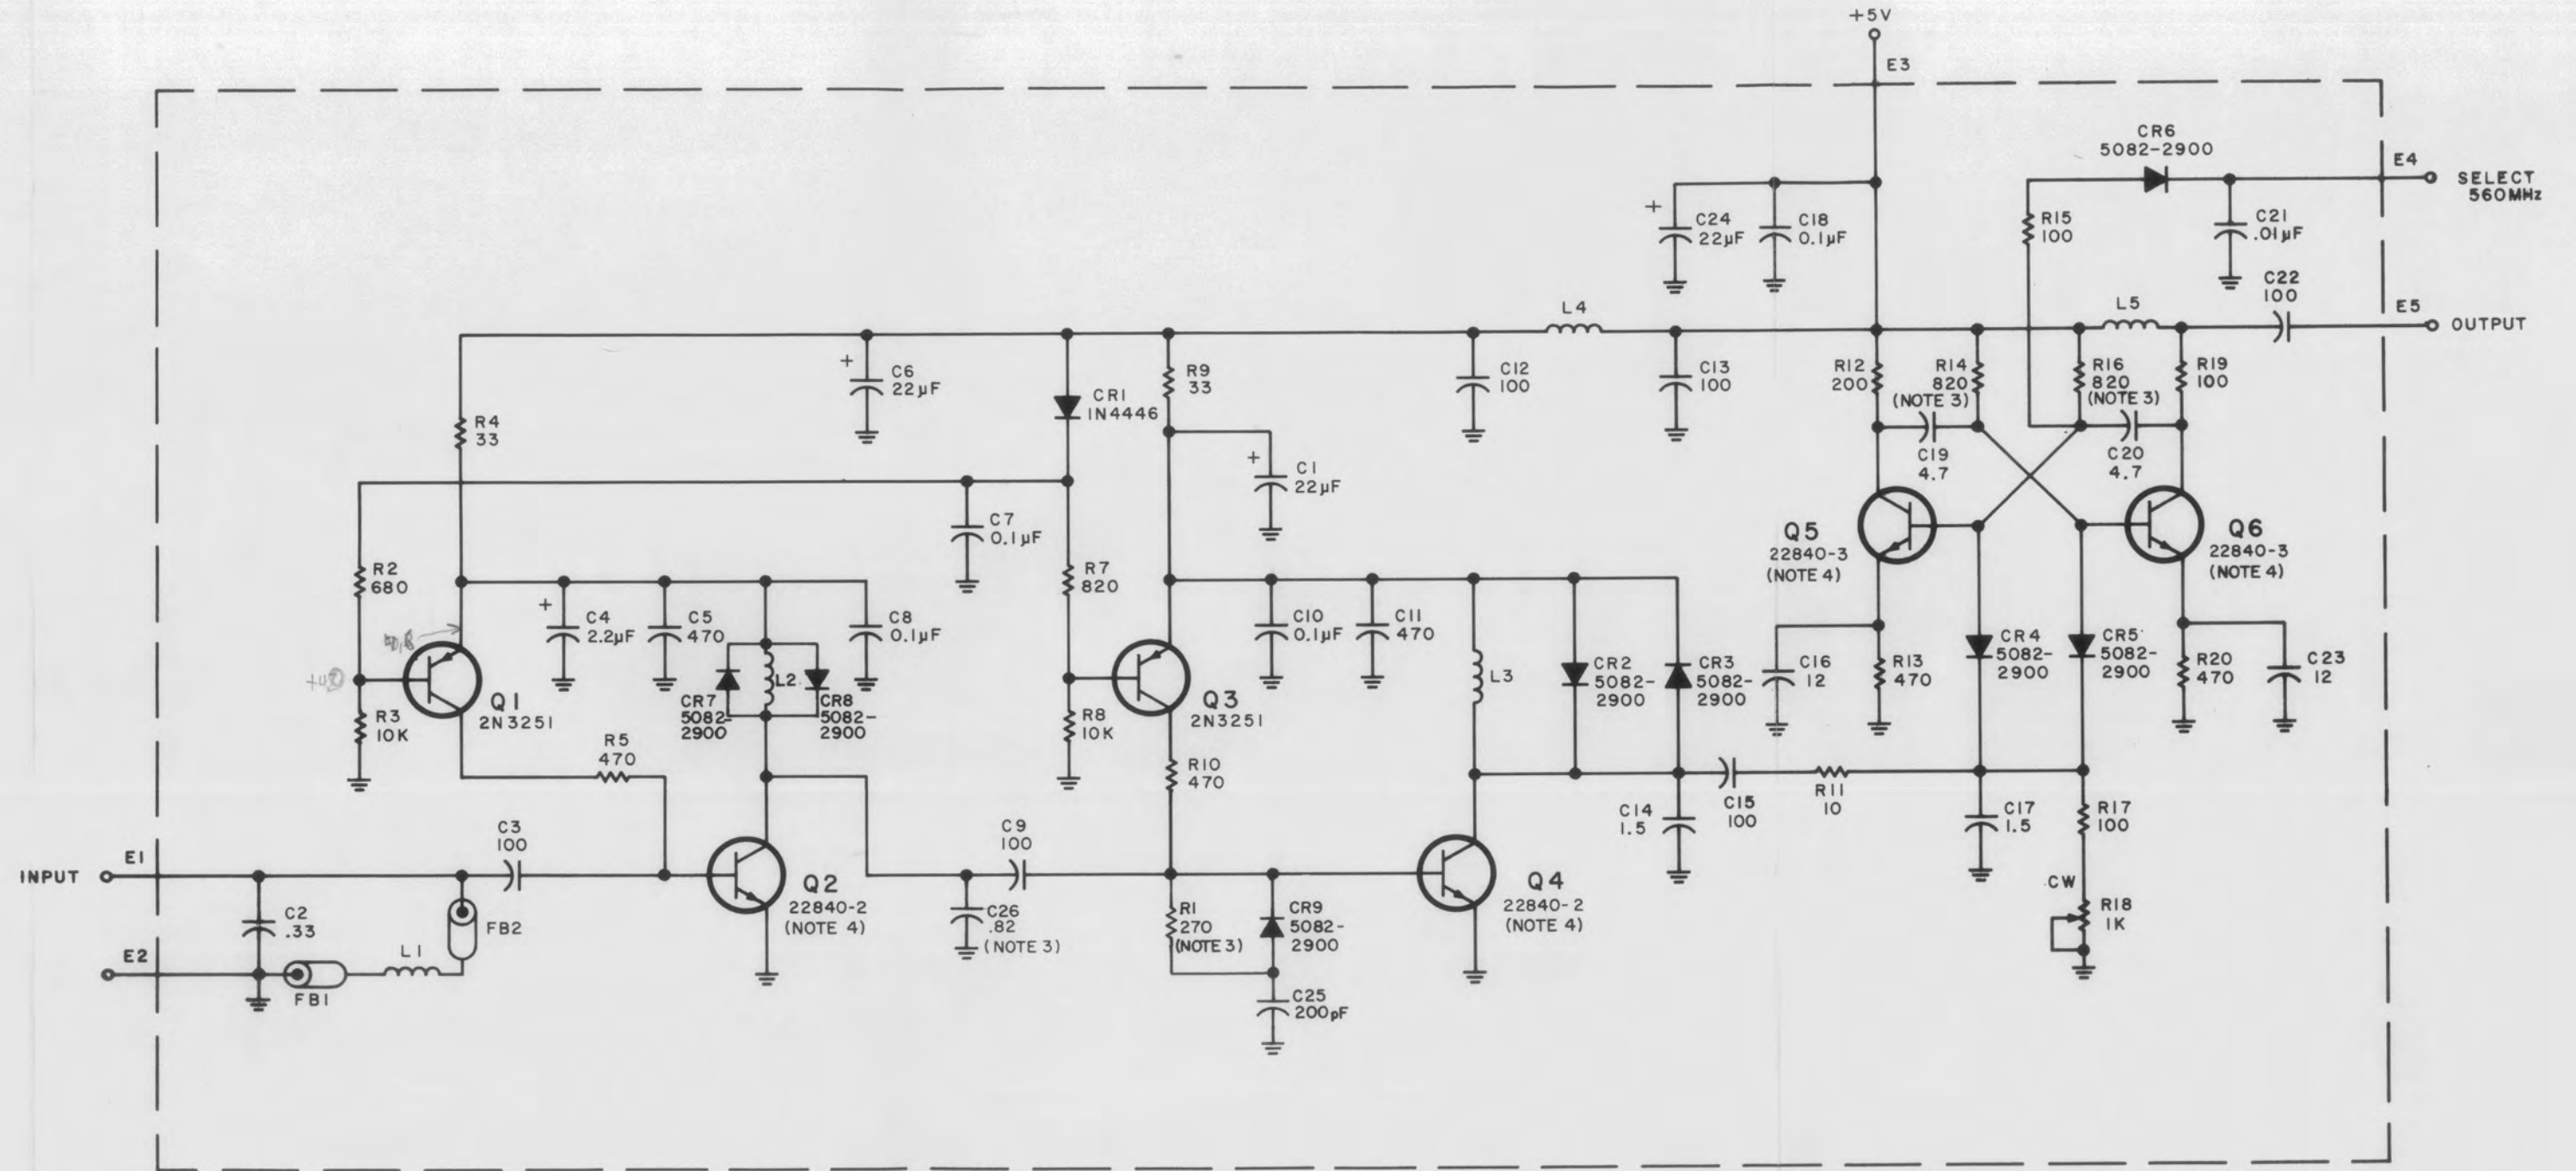 +5V
E3
CR6
5082-2900
E4
SELECT
560MHz
+
C24
22µF
C18
0.1µF
R15
100
C21
.01µF
C22
100
L4
L5
E5
OUTPUT
+
C6
22µF
CR1
1N4446
R9
33
C12
100
C13
100
R12
200
R14
820
(NOTE 3)
R16
820
(NOTE 3)
R19
100
R4
33
+
C1
22µF
C19
4.7
C20
4.7
C7
0.1µF
Q5
22840-3
(NOTE 4)
Q6
22840-3
(NOTE 4)
R2
680
R7
820
+
C4
2.2µF
C5
470
C8
0.1µF
C10
0.1µF
C11
470
L2
CR7
5082-
2900
CR8
5082-
2900
L3
CR2
5082-
2900
CR3
5082-
2900
C16
12
R13
470
CR4
5082-
2900
CR5
5082-
2900
R20
470
C23
12
Q1
2N3251
Q3
2N3251
R3
10K
R8
10K
R5
470
R10
470
C14
1.5
C15
100
R11
10
C17
1.5
R17
100
C3
100
C9
100
INPUT
E1
Q2
22840-2
(NOTE 4)
Q4
22840-2
(NOTE 4)
CW
R18
1K
C2
.33
FB2
C26
.82
(NOTE 3)
R1
270
(NOTE 3)
CR9
5082-
2900
E2
L1
FB1
C25
200pF